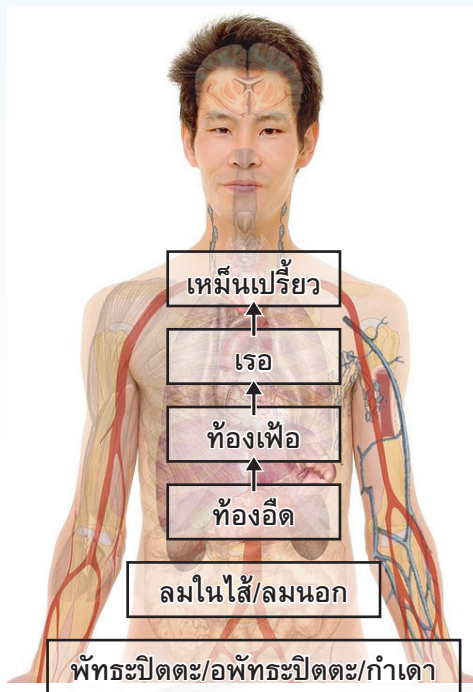 เหม็นเปรี้ยว
เรอ
ท้องเฟ้อ
ท้องอืด
ลมในไส้/ลมนอก
พัทธะปิตตะ/อพัทธะปิตตะ/กำเดา